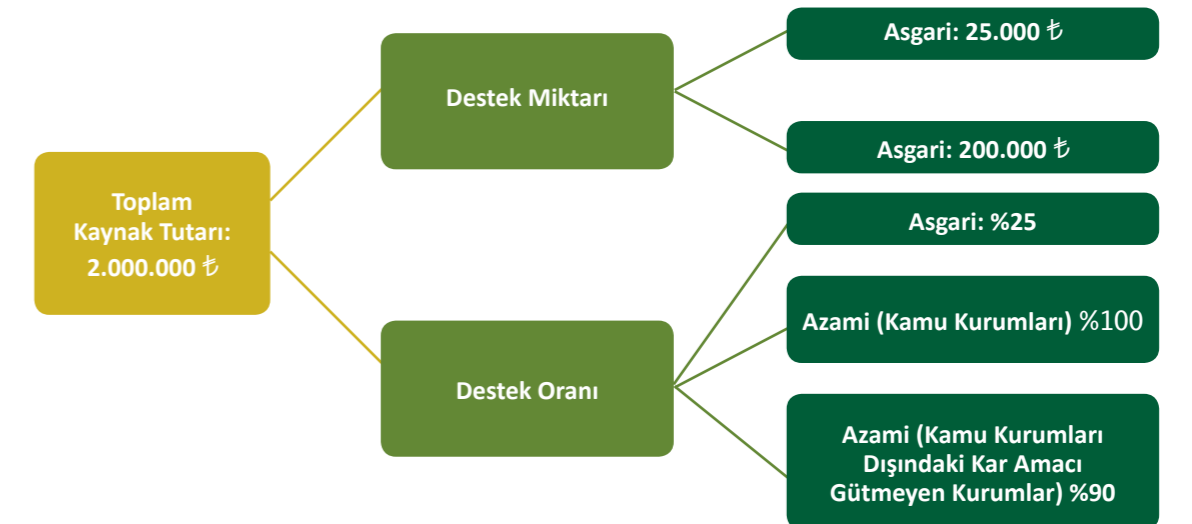 Toplam
Kaynak Tutarı:
2.000.000 ₺
Destek Miktarı
Asgari: 25.000 ₺
Asgari: 200.000 ₺
Destek Oranı
Asgari: %25
Azami (Kamu Kurumları) %100
Azami (Kamu Kurumları
Dışındaki Kar Amacı
Gütmeyen Kurumlar) %90